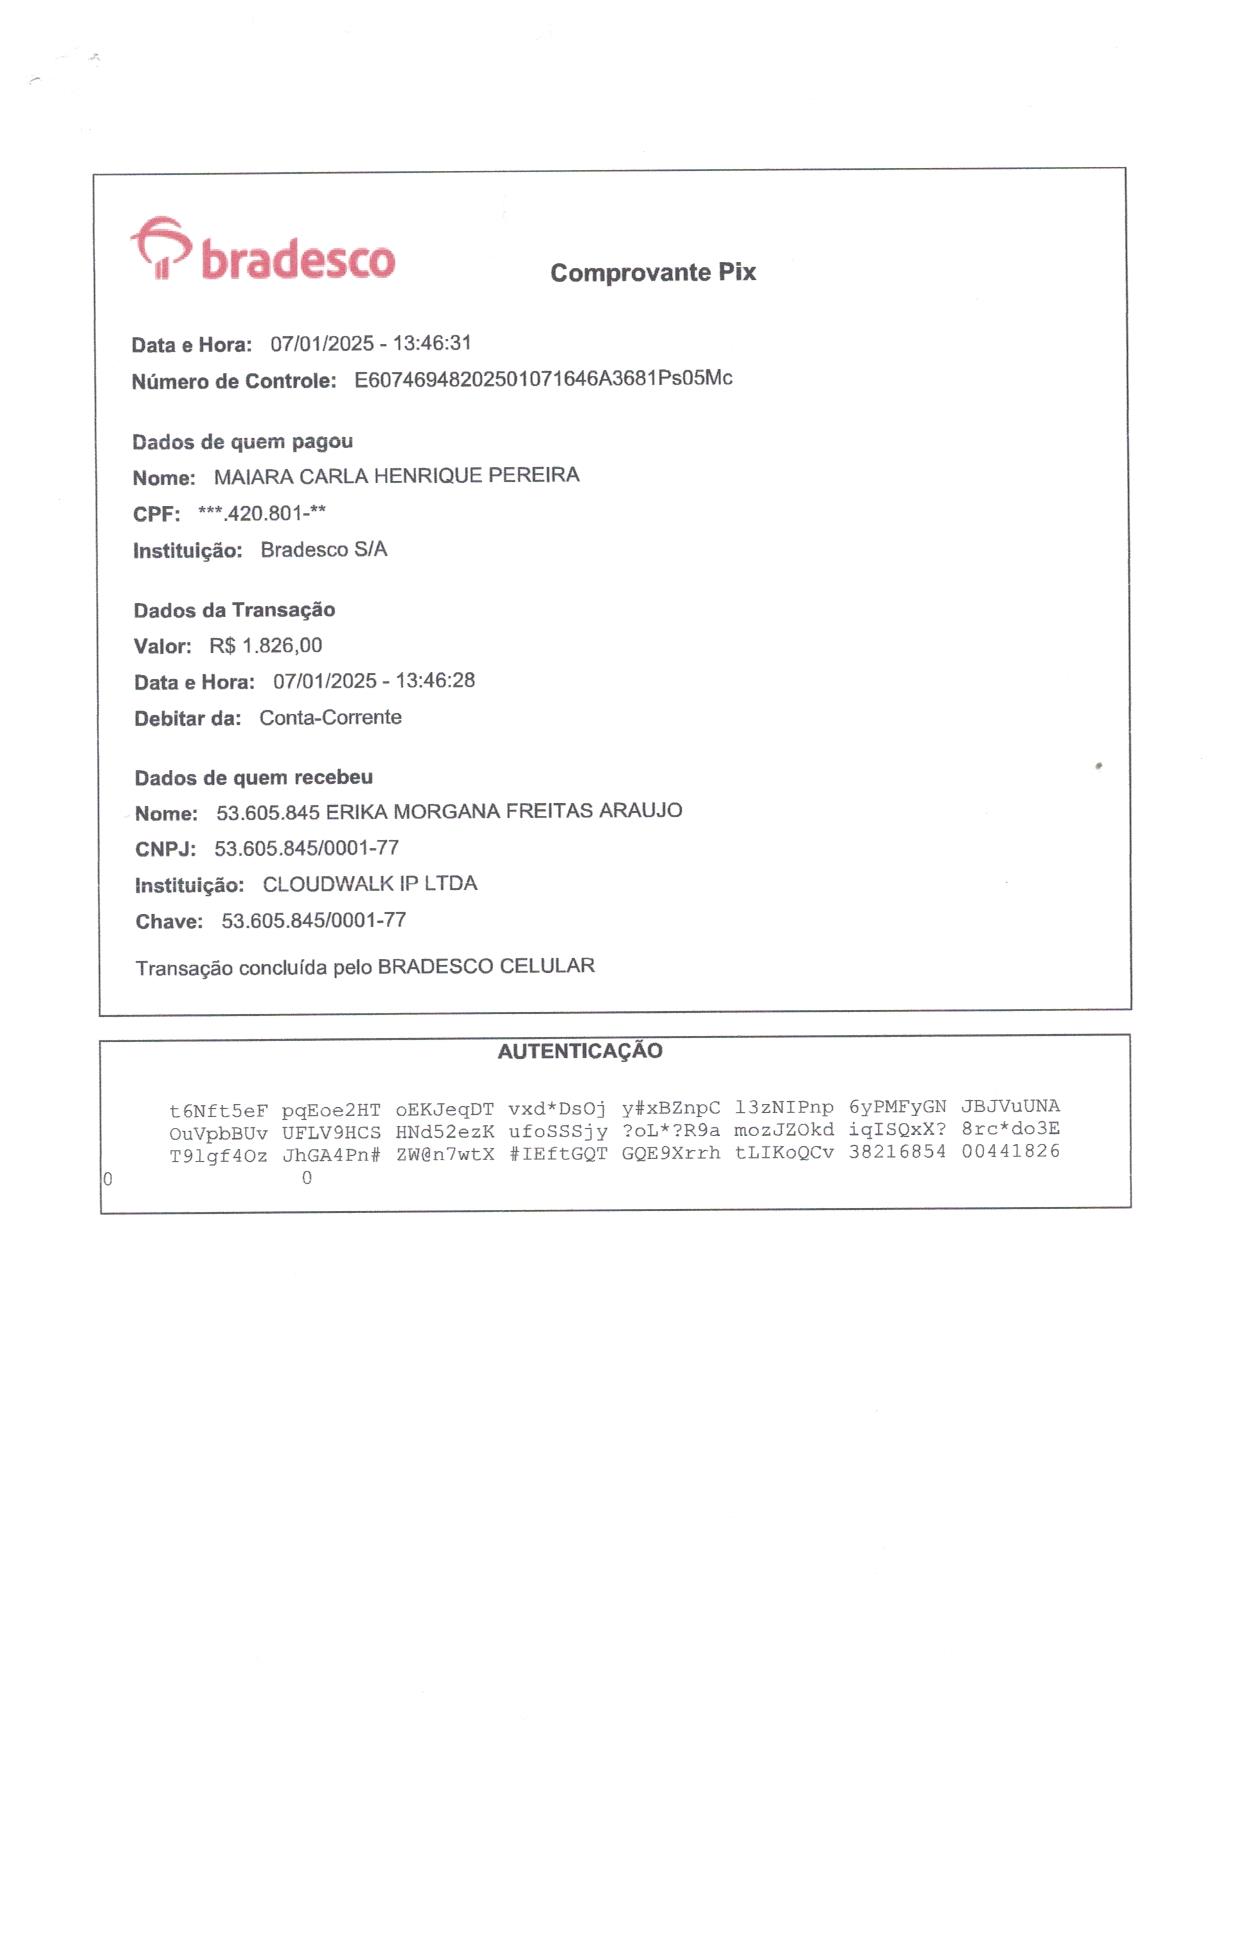 bradesco
Comprovante Pix
Data e Hora: 07/01/2025 - 13:46:31
Número de Controle: E60746948202501071646A3681Ps05Mc
Dados de quem pagou
Nome: MAIARA CARLA HENRIQUE PEREIRA
CPF: ***.420.801-**
Instituição: Bradesco S/A
Dados da Transação
Valor: R$ 1.826,00
Data e Hora: 07/01/2025 - 13:46:28
Debitar da: Conta-Corrente
Dados de quem recebeu
Nome: 53.605.845 ERIKA MORGANA FREITAS ARAUJO
CNPJ: 53.605.845/0001-77
Instituição: CLOUDWALK IP LTDA
Chave: 53.605.845/0001-77
Transação concluída pelo BRADESCO CELULAR
AUTENTICAÇÃO
t6Nft5eF pqEoe2HT oEKJeqDT vxd*DsOj y#xBZnpC l3zNIPnp 6yPMFyGN JBJVuUNA
OuVpbBUv UFLV9HCS HNd52ezK ufoSSSjy ?oL*?R9a mozJZOkd iqISQxX? 8rc*do3E
T9lgf4Oz JhGA4Pn# ZW@n7wtX #IEftGQT GQE9Xrrh tLIKoQCv 38216854 00441826
0 0